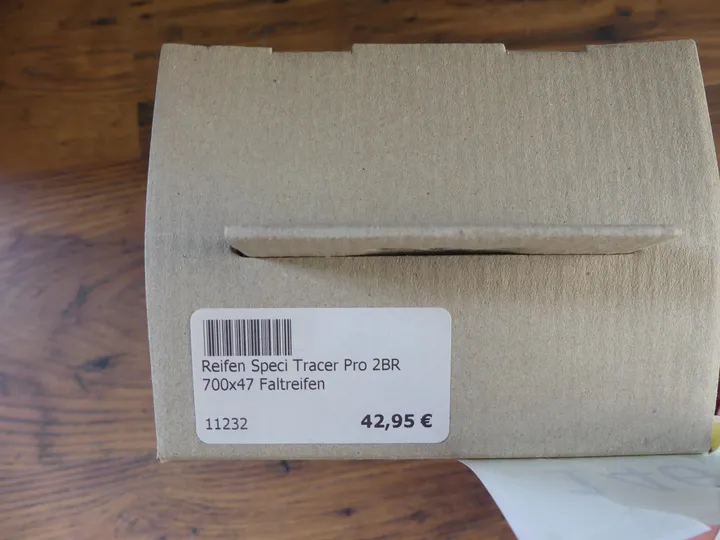 Reifen Speci Tracer Pro 2BR
700x47 Faltreifen
11232 42,95 €